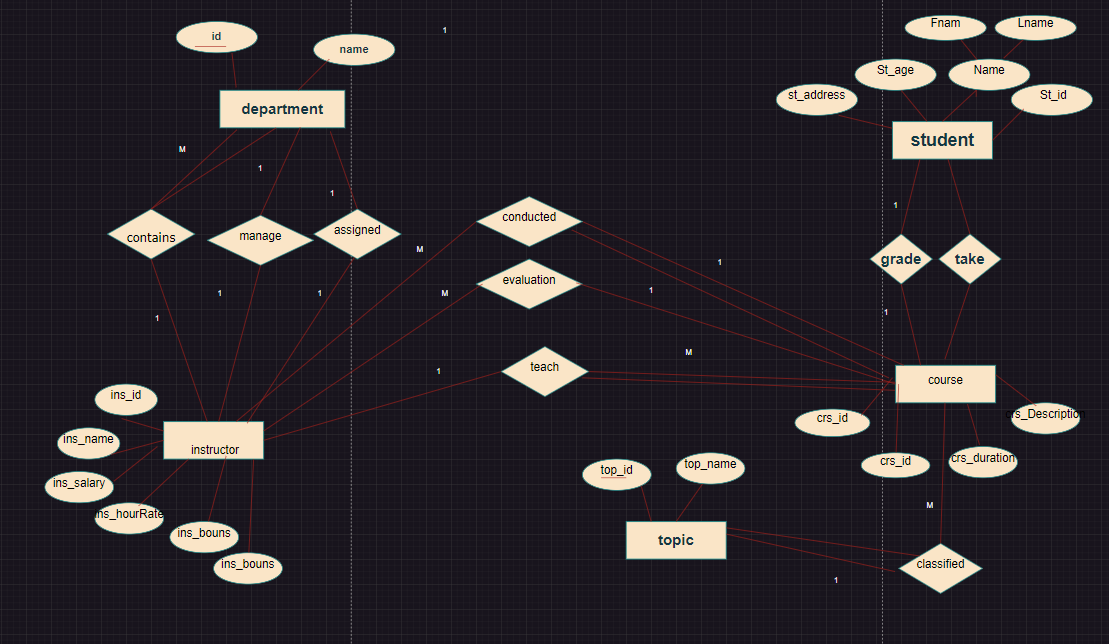 Fnam
Lname
1
id
name
St_age
Name
st_address
St_id
department
student
M
1
1
1
conducted
contains
manage
assigned
M
grade
take
1
evaluation
1
1
M
1
1
1
M
teach
1
course
ins_id
crs_id
crs_Description
ins_name
instructor
crs_id
crs_duration
top_id
top_name
ins_salary
ins_hourRate
M
ins_bouns
topic
ins_bouns
classified
1